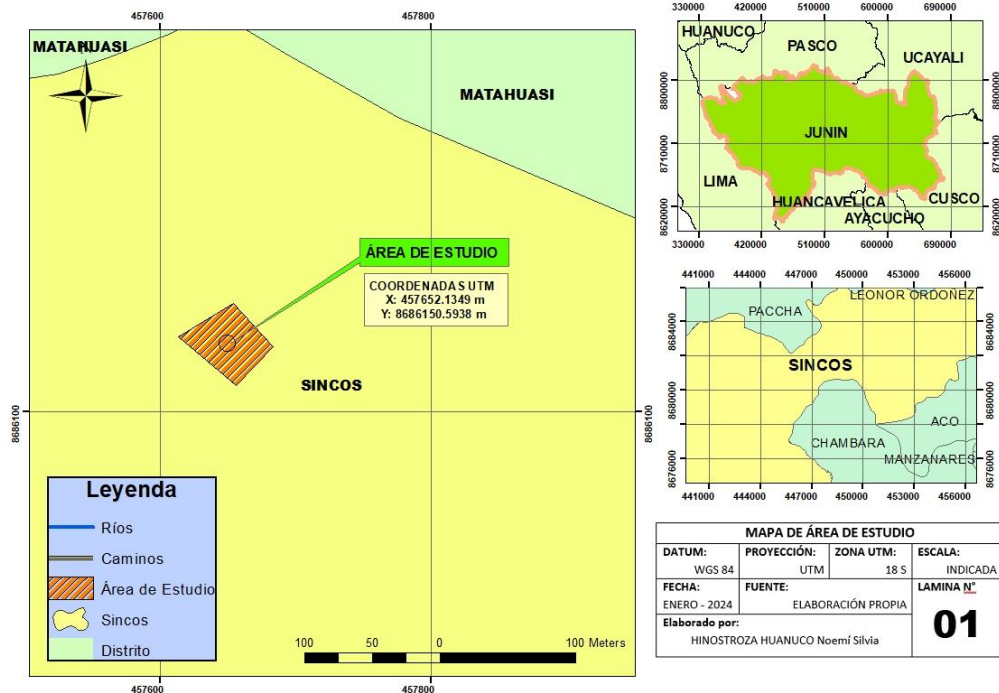 457600 457800
MATAHUASI
N
MATAHUASI
ÁREA DE ESTUDIO
COORDENADAS UTM
X: 457652.1349 m
Y: 8686150.5938 m
SINCOS
8686100 8686100
Leyenda
Ríos
Caminos
Área de Estudio
Sincos
Distrito
100 50 0 100 Meters
457600 457800
330000 420000 510000 600000 690000
HUANUCO
PASCO
UCAYALI
8800000 8800000
JUNIN
8710000 8710000
LIMA
HUANCAVELICA
CUSCO
AYACUCHO
8620000 8620000
330000 420000 510000 600000 690000
441000 444000 447000 450000 453000 456000
LEONOR ORDOÑEZ
PACCHA
8684000 8684000
SINCOS
8680000 8680000
ACO
CHAMBARA
MANZANARES
8676000 8676000
441000 444000 447000 450000 453000 456000
MAPA DE ÁREA DE ESTUDIO
DATUM: PROYECCIÓN: ZONA UTM: ESCALA:
WGS 84 UTM 18 S INDICADA
FECHA: FUENTE: LAMINA N°
ENERO - 2024 ELABORACIÓN PROPIA
01
Elaborado por:
HINOSTROZA HUANUCO Noemí Silvia